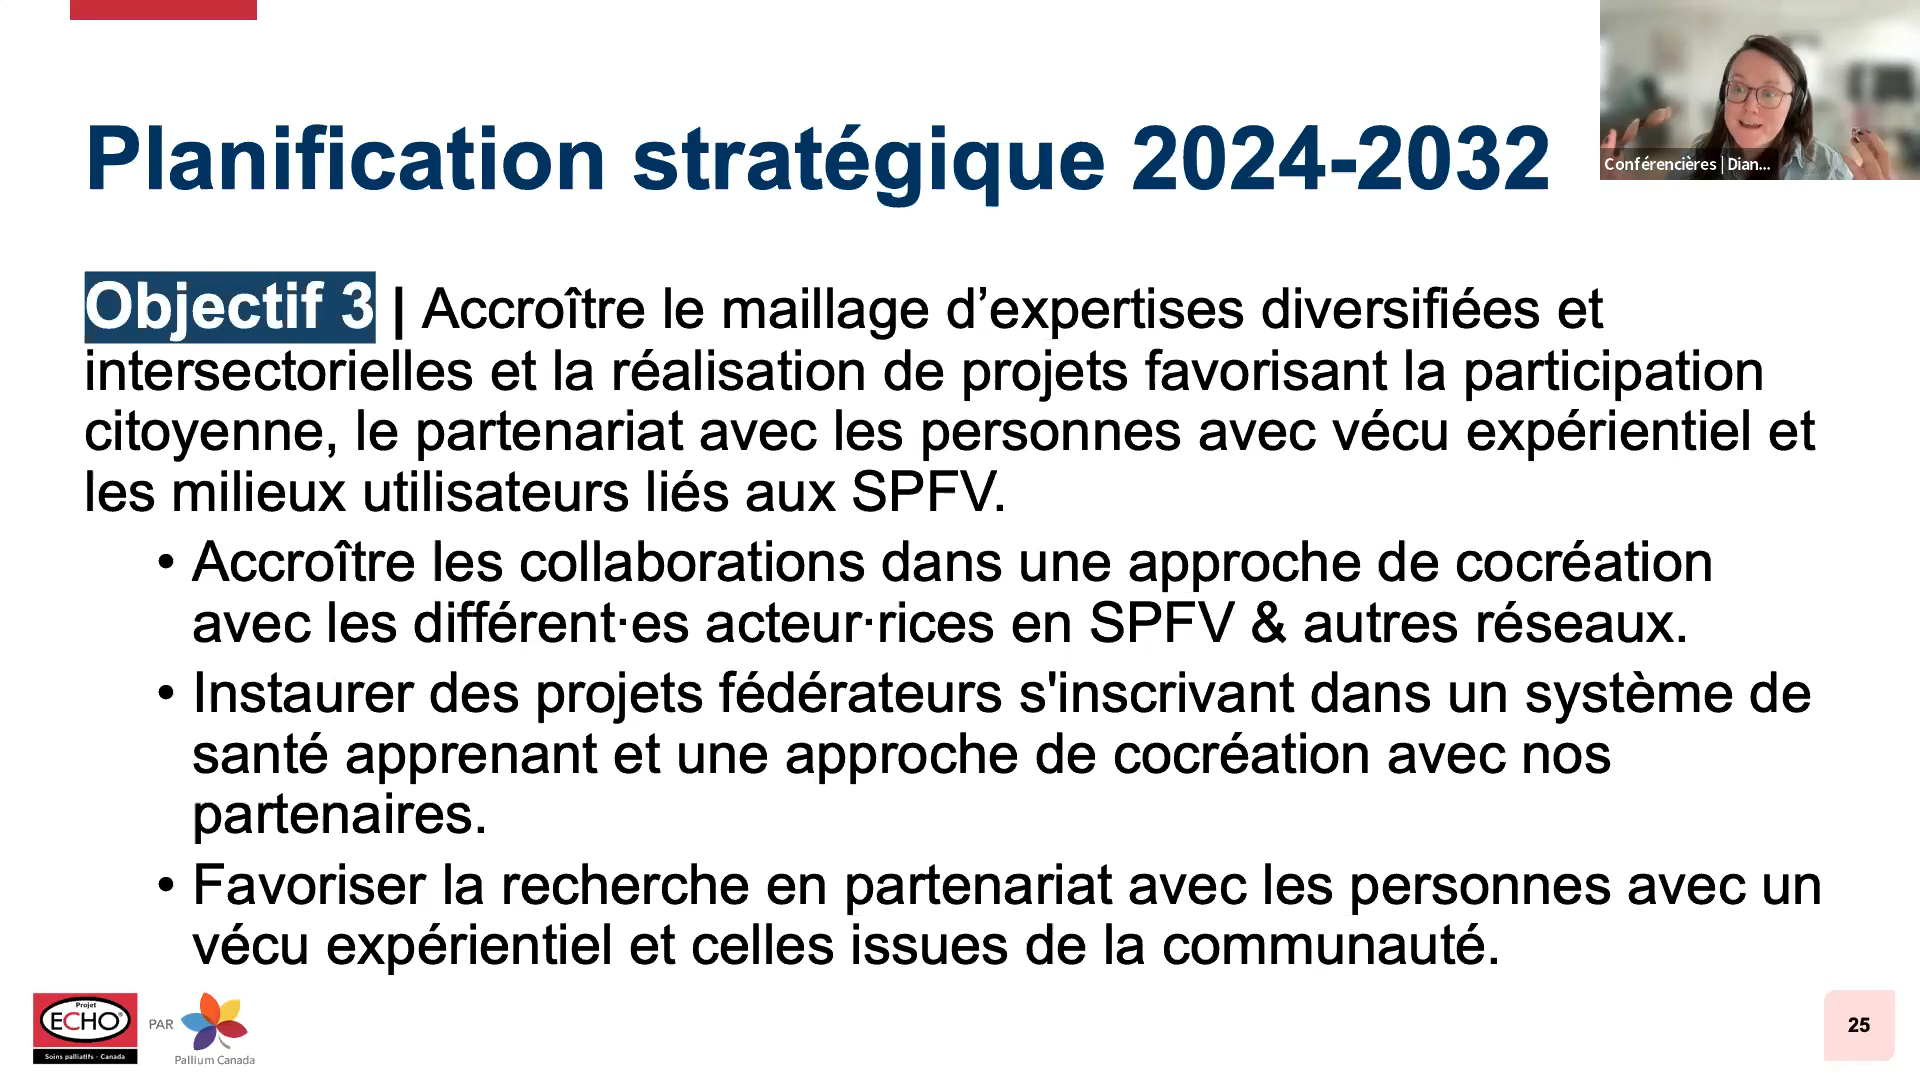 Planification stratégique 2024-2032
Conférencières | Dian...
Objectif 3 | Accroître le maillage d’expertises diversifiées et
intersectorielles et la réalisation de projets favorisant la participation
citoyenne, le partenariat avec les personnes avec vécu expérientiel et
les milieux utilisateurs liés aux SPFV.
• Accroître les collaborations dans une approche de cocréation
avec les différent·es acteur·rices en SPFV & autres réseaux.
• Instaurer des projets fédérateurs s'inscrivant dans un système de
santé apprenant et une approche de cocréation avec nos
partenaires.
• Favoriser la recherche en partenariat avec les personnes avec un
vécu expérientiel et celles issues de la communauté.
Projet
ECHO®
Soins palliatifs - Canada
PAR
Pallium Canada
25